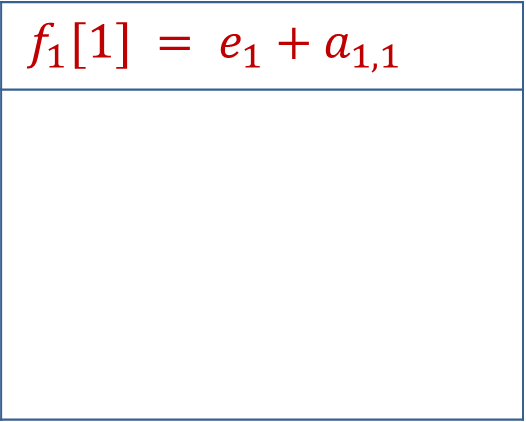 f₁[1] = e₁ + a₁,₁